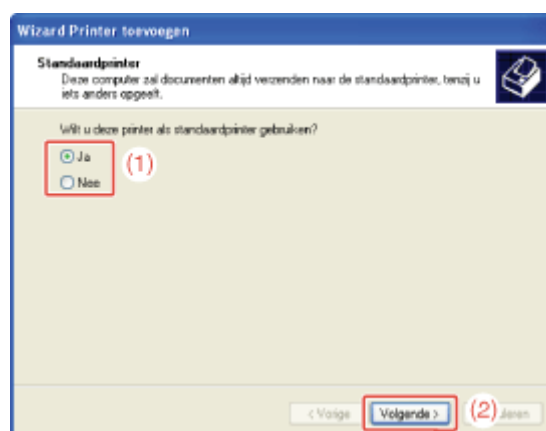 Wizard Printer toevoegen
Standaardprinter
Deze computer zal documenten altijd verzenden naar de standaardprinter, tenzij u
iets anders opgeeft.
Wilt u deze printer als standaardprinter gebruiken?
Ja
(1)
Nee
< Vorige
Volgende >
(2)